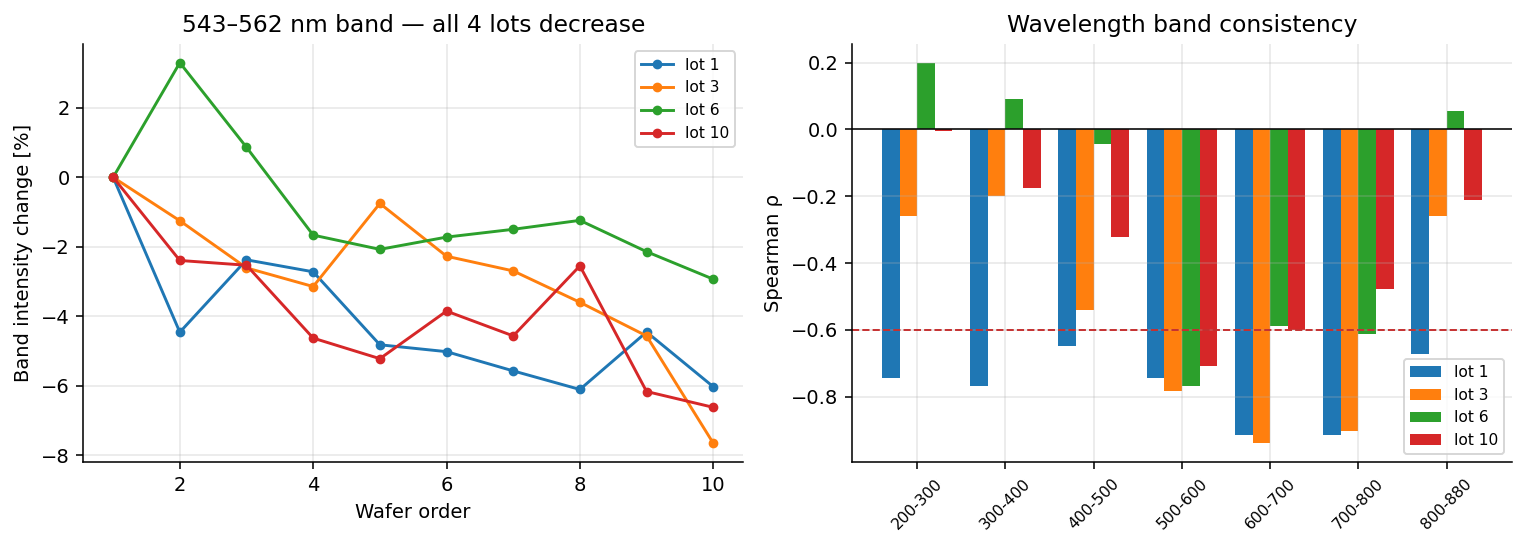 543–562 nm band — all 4 lots decrease
Band intensity change [%]
2
0
−2
−4
−6
−8
2
4
6
8
10
Wafer order
lot 1
lot 3
lot 6
lot 10
Wavelength band consistency
Spearman ρ
0.2
0.0
−0.2
−0.4
−0.6
−0.8
200-300
300-400
400-500
500-600
600-700
700-800
800-880
lot 1
lot 3
lot 6
lot 10